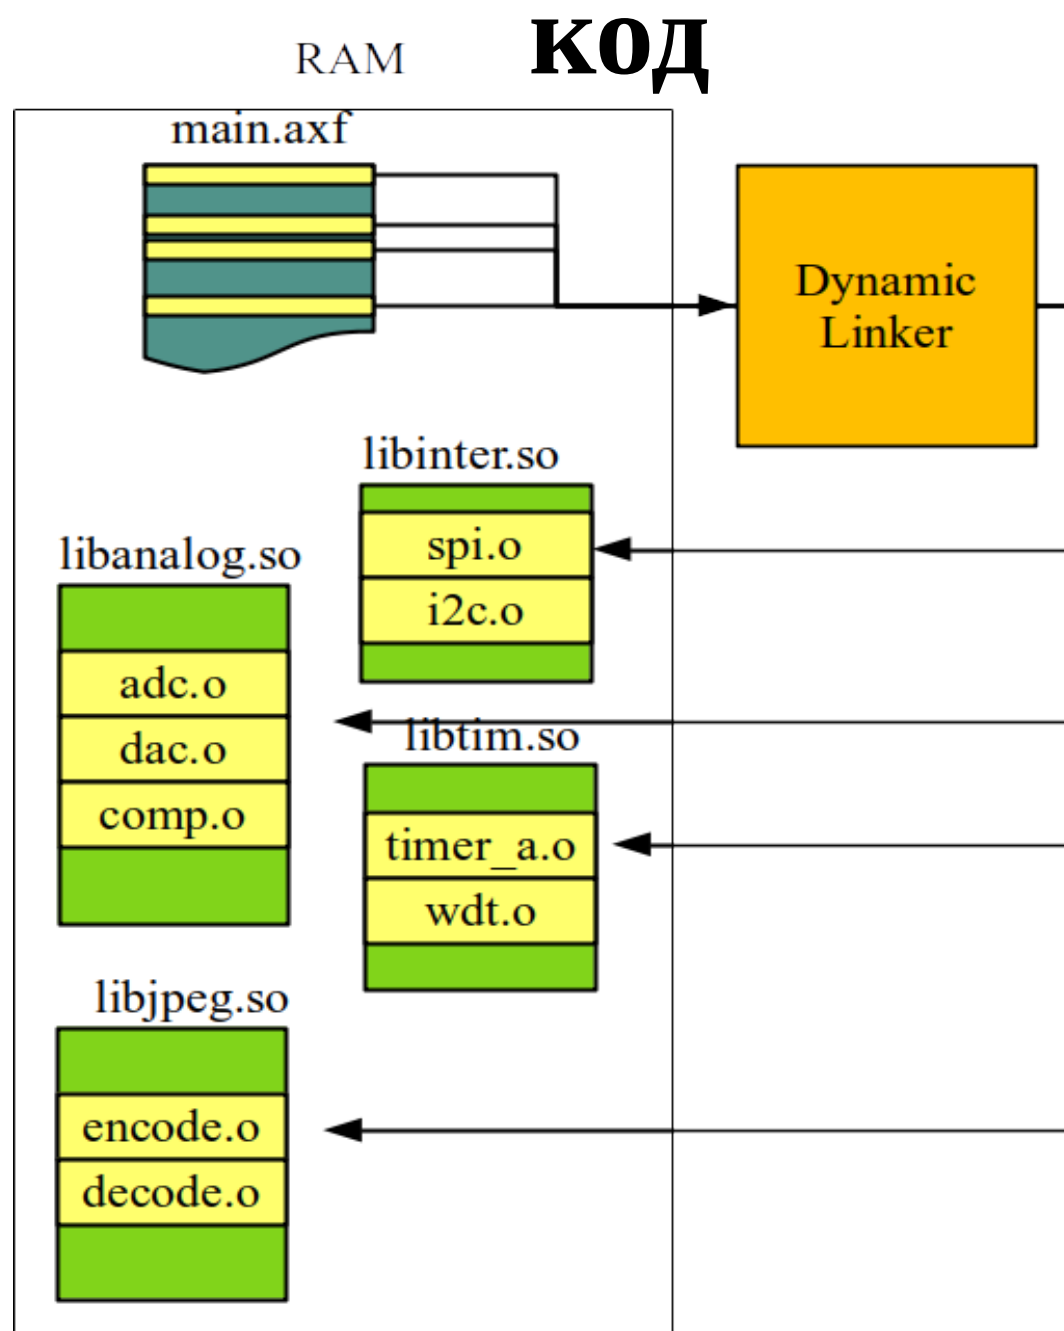 код
RAM
main.axf
Dynamic
Linker
libinter.so
spi.o
i2c.o
libanalog.so
adc.o
dac.o
comp.o
libtim.so
timer_a.o
wdt.o
libjpeg.so
encode.o
decode.o